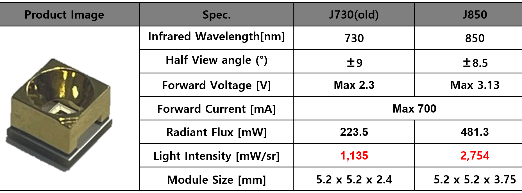 Product Image Spec. J730(old) J850
Infrared Wavelength[nm] 730 850
Half View angle (°) ±9 ±8.5
Forward Voltage [V] Max 2.3 Max 3.13
Forward Current [mA] Max 700
Radiant Flux [mW] 223.5 481.3
Light Intensity [mW/sr] 1,135 2,754
Module Size [mm] 5.2 x 5.2 x 2.4 5.2 x 5.2 x 3.75